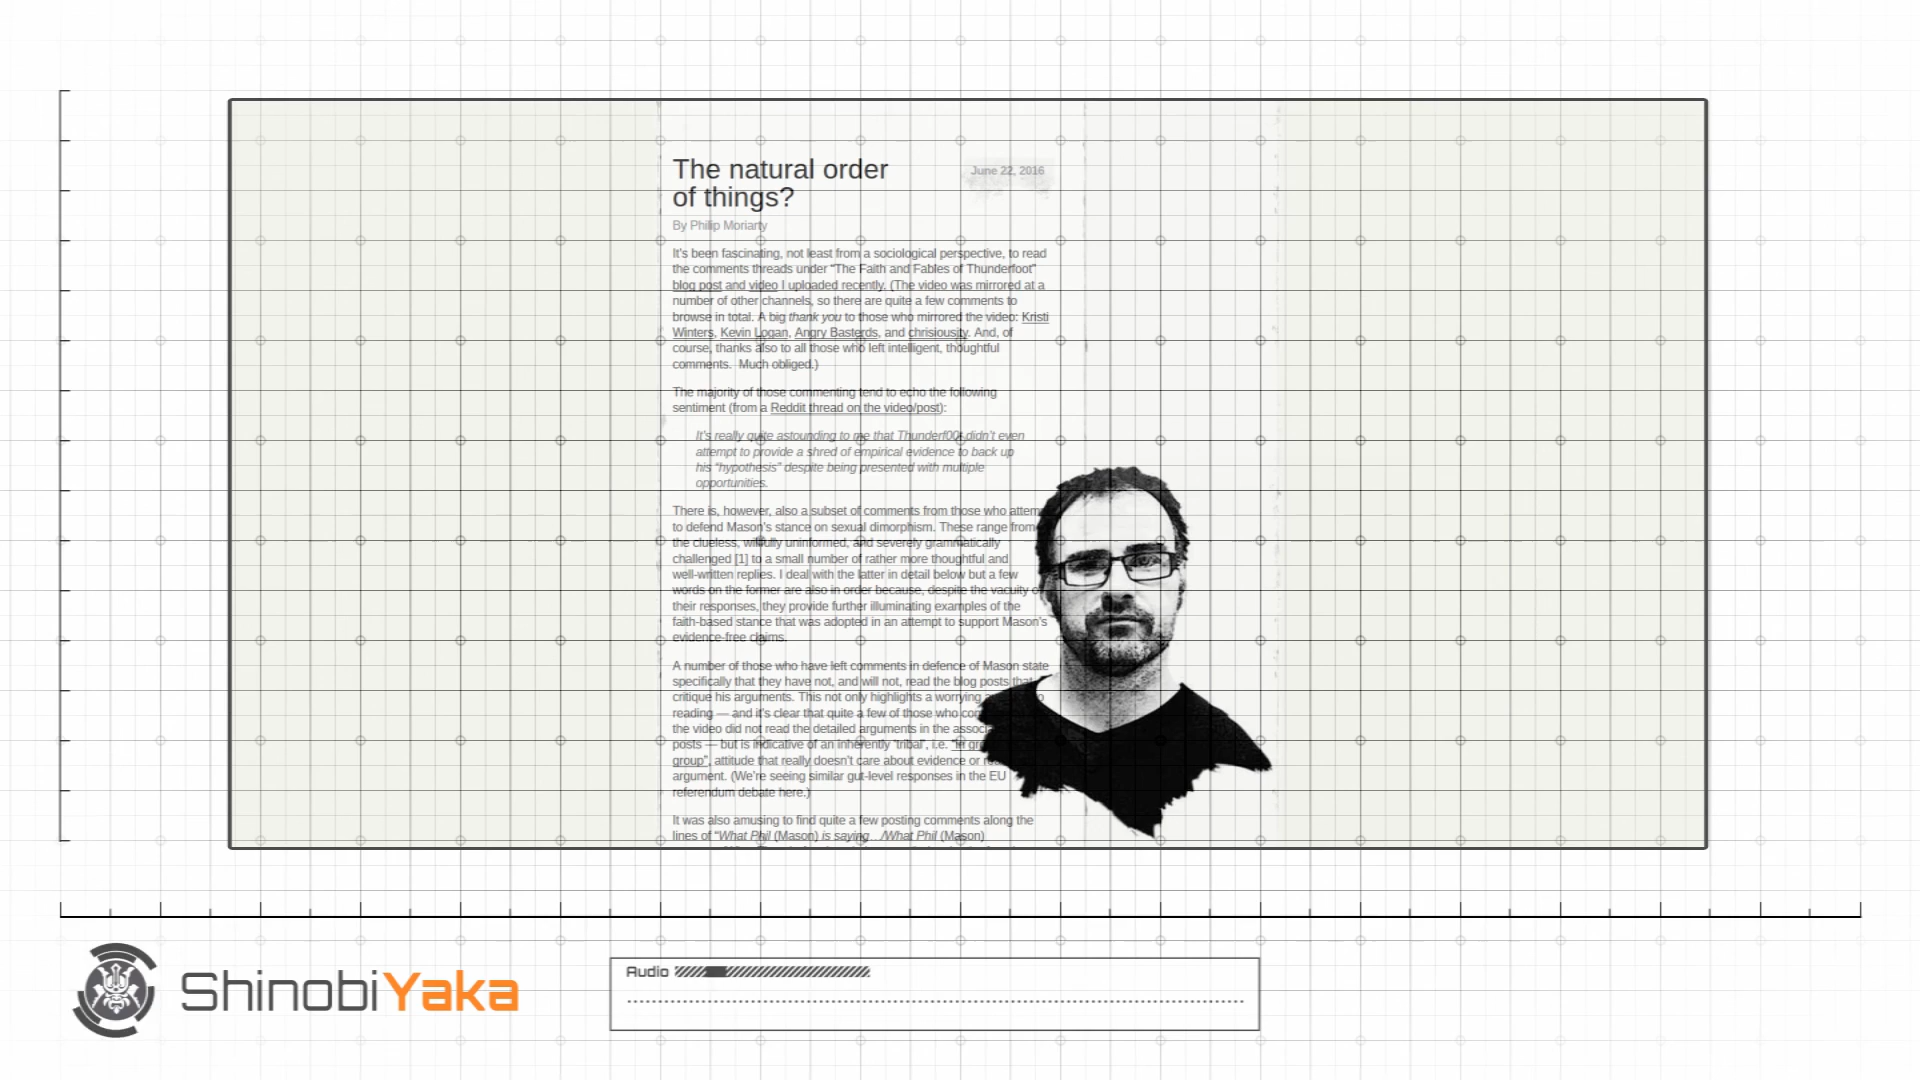 The natural order
of things?
June 22, 2016
By Philip Moriarty
It's been fascinating, not least from a sociological perspective, to read
the comments threads under “The Faith and Fables of Thunderfoot”
blog post and video I uploaded recently. (The video was mirrored at a
number of other channels, so there are quite a few comments to
browse in total. A big thank you to those who mirrored the video: Kristi
Winters, Kevin Logan, Angry Basterds, and chrisiousity. And, of
course, thanks also to all those who left intelligent, thoughtful
comments. Much obliged.)
The majority of those commenting tend to echo the following
sentiment (from a Reddit thread on the video/post):
It's really quite astounding to me that Thunderf00t didn't even
attempt to provide a shred of empirical evidence to back up
his “hypothesis” despite being presented with multiple
opportunities.
There is, however, also a subset of comments from those who attem
to defend Mason's stance on sexual dimorphism. These range from
the clueless, wilfully uninformed, and severely grammatically
challenged [1] to a small number of rather more thoughtful and
well-written replies. I deal with the latter in detail below but a few
words on the former are also in order because, despite the vacuity o
their responses, they provide further illuminating examples of the
faith-based stance that was adopted in an attempt to support Mason's
evidence-free claims.
A number of those who have left comments in defence of Mason state
specifically that they have not, and will not, read the blog posts that
critique his arguments. This not only highlights a worrying
reading — and it's clear that quite a few of those who
the video did not read the detailed arguments in the
posts — but is indicative of an inherently ‘tribal’, i.e. “In
group”, attitude that really doesn't care about evidence or
argument. (We're seeing similar gut-level responses in the EU
referendum debate here.)
It was also amusing to find quite a few posting comments along the
lines of “What Phil (Mason) is saying…/What Phil (Mason)
ShinobiYaka
Audio